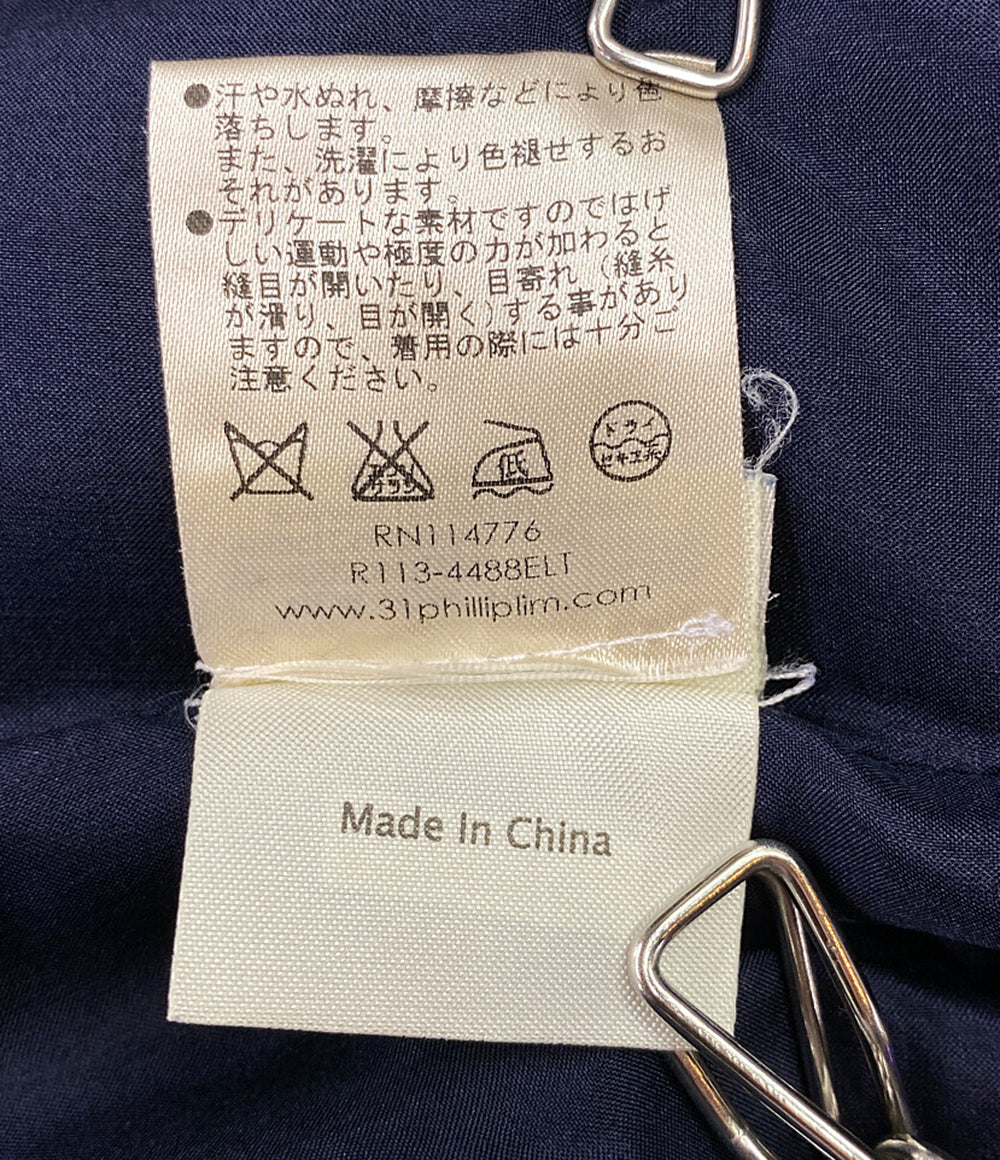 ●汗や水ぬれ、摩擦などにより色
落ちします。
また、洗濯により色褪せするお
それがあります。
●デリケートな素材ですのではげ
しい運動や極度の力が加わると
縫目が開いたり、目寄れ(縫糸
が滑り、目が開く)する事があり
ますので、着用の際には十分ご
注意ください。
エンソ
サラシ
低
ドライ
セキユ系
RN114776
R113-4488ELT
www.31philliplim.com
Made In China